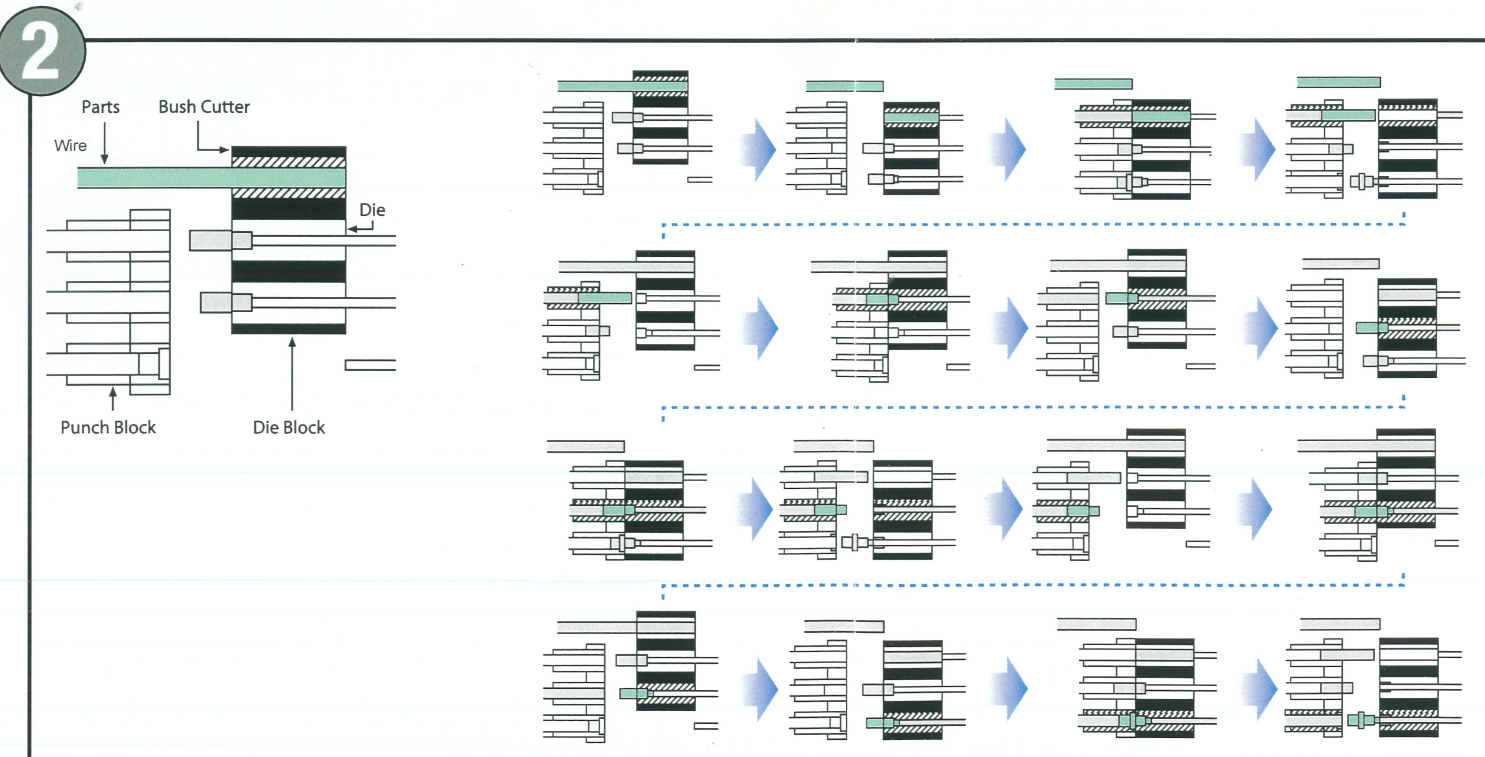 2
Parts
Bush Cutter
Wire
Die
Punch Block
Die Block